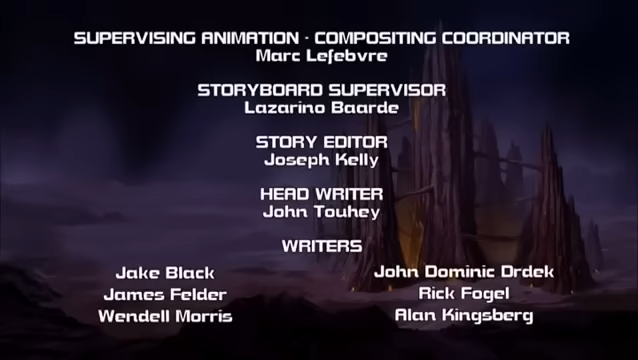 SUPERVISING ANIMATION · COMPOSITING COORDINATOR
Marc Lefebvre
STORYBOARD SUPERVISOR
Lazarino Baarde
STORY EDITOR
Joseph Kelly
HEAD WRITER
John Touhey
WRITERS
Jake Black
John Dominic Drdek
James Felder
Rick Fogel
Wendell Morris
Alan Kingsberg